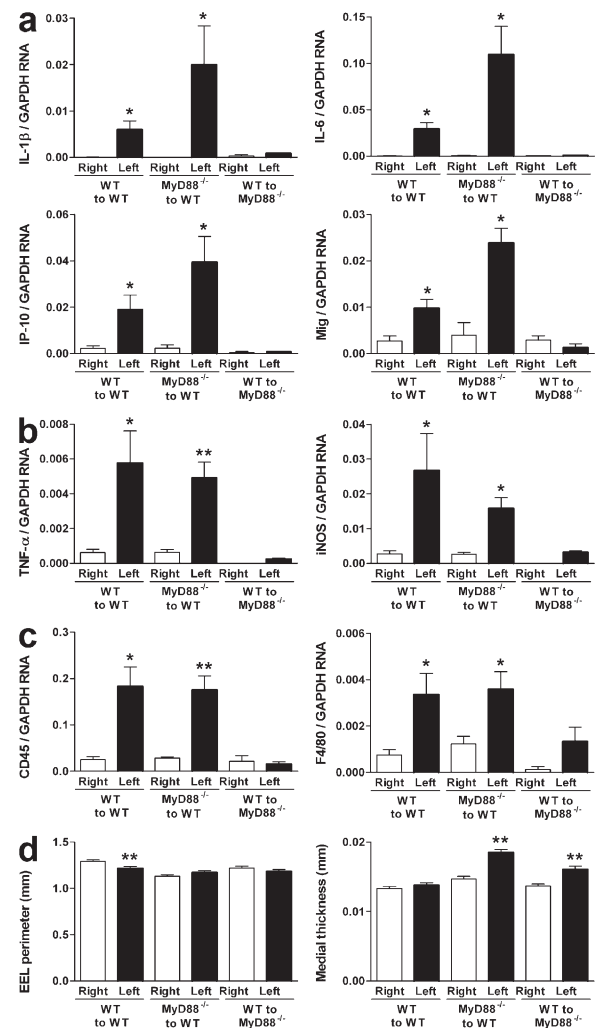 a
IL-1β / GAPDH RNA
0.03
0.02
0.01
0.00
*
*
Right Left Right Left Right Left
WT to WT
MyD88-/- to WT
WT to MyD88-/-
IL-6 / GAPDH RNA
0.15
0.10
0.05
0.00
*
*
Right Left Right Left Right Left
WT to WT
MyD88-/- to WT
WT to MyD88-/-
IP-10 / GAPDH RNA
0.06
0.04
0.02
0.00
*
*
Right Left Right Left Right Left
WT to WT
MyD88-/- to WT
WT to MyD88-/-
Mig / GAPDH RNA
0.03
0.02
0.01
0.00
*
*
Right Left Right Left Right Left
WT to WT
MyD88-/- to WT
WT to MyD88-/-
b
TNF-α / GAPDH RNA
0.008
0.006
0.004
0.002
0.000
*
**
Right Left Right Left Right Left
WT to WT
MyD88-/- to WT
WT to MyD88-/-
iNOS / GAPDH RNA
0.04
0.03
0.02
0.01
0.00
*
*
Right Left Right Left Right Left
WT to WT
MyD88-/- to WT
WT to MyD88-/-
c
CD45 / GAPDH RNA
0.3
0.2
0.1
0.0
*
**
Right Left Right Left Right Left
WT to WT
MyD88-/- to WT
WT to MyD88-/-
F4/80 / GAPDH RNA
0.006
0.004
0.002
0.000
*
*
Right Left Right Left Right Left
WT to WT
MyD88-/- to WT
WT to MyD88-/-
d
EEL perimeter (mm)
1.5
1.0
0.5
0.0
**
Right Left Right Left Right Left
WT to WT
MyD88-/- to WT
WT to MyD88-/-
Medial thickness (mm)
0.02
0.01
0.00
**
**
Right Left Right Left Right Left
WT to WT
MyD88-/- to WT
WT to MyD88-/-